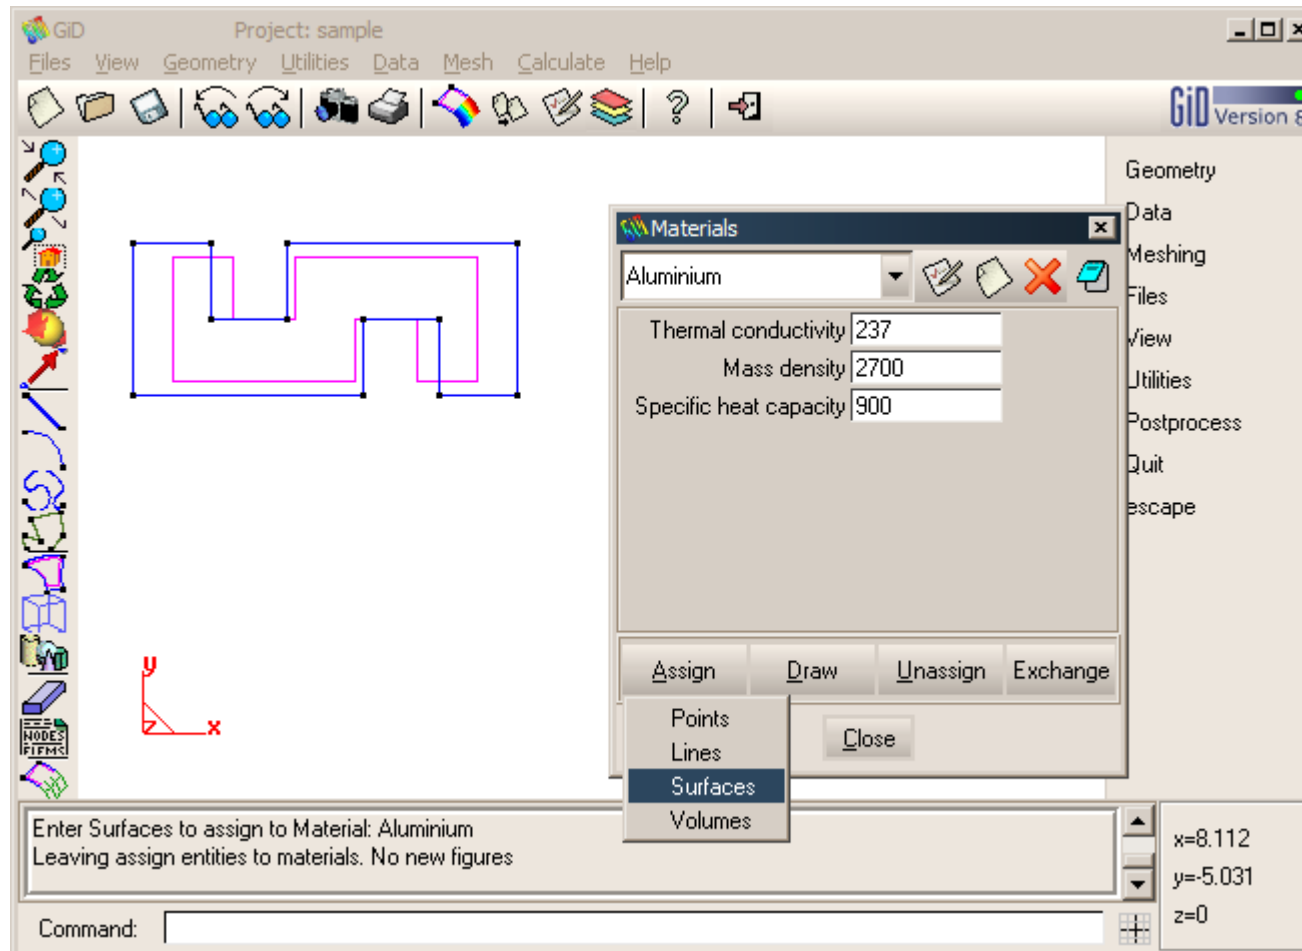 GiD Project: sample
Files View Geometry Utilities Data Mesh Calculate Help
GiD Version 8
Geometry
Data
Meshing
Files
View
Utilities
Postprocess
Quit
escape
Materials
Aluminium
Thermal conductivity 237
Mass density 2700
Specific heat capacity 900
Assign Draw Unassign Exchange
Points
Lines
Surfaces
Volumes
Close
NODES
ELEMS
y
z x
Enter Surfaces to assign to Material: Aluminium
Leaving assign entities to materials. No new figures
Command:
x=8.112
y=-5.031
z=0